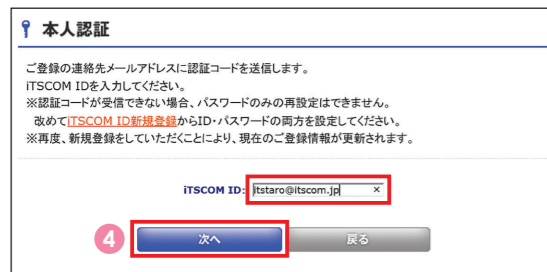 本人認証
ご登録の連絡先メールアドレスに認証コードを送信します。
iTSCOM IDを入力してください。
※認証コードが受信できない場合、パスワードのみの再設定はできません。
改めてiTSCOM ID新規登録からID・パスワードの両方を設定してください。
※再度、新規登録をしていただくことにより、現在のご登録情報が更新されます。
iTSCOM ID: itstaro@itscom.jp ×
4 次へ 戻る